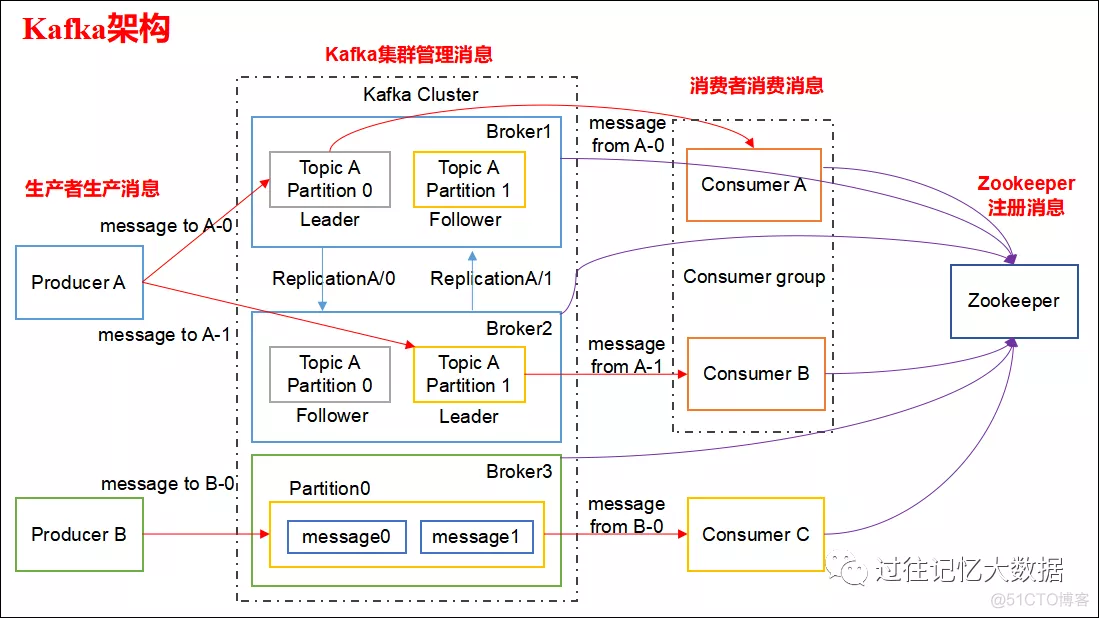 Kafka架构
Kafka集群管理消息
消费者消费消息
生产者生产消息
Zookeeper
注册消息
Kafka Cluster
Broker1
Topic A
Partition 0
Leader
Topic A
Partition 1
Follower
message
from A-0
Consumer A
message to A-0
Producer A
message to A-1
ReplicationA/0
ReplicationA/1
Consumer group
Zookeeper
Broker2
Topic A
Partition 0
Follower
Topic A
Partition 1
Leader
message
from A-1
Consumer B
Broker3
Partition0
message0
message1
message to B-0
Producer B
message
from B-0
Consumer C
过往记忆大数据
@51CTO博客